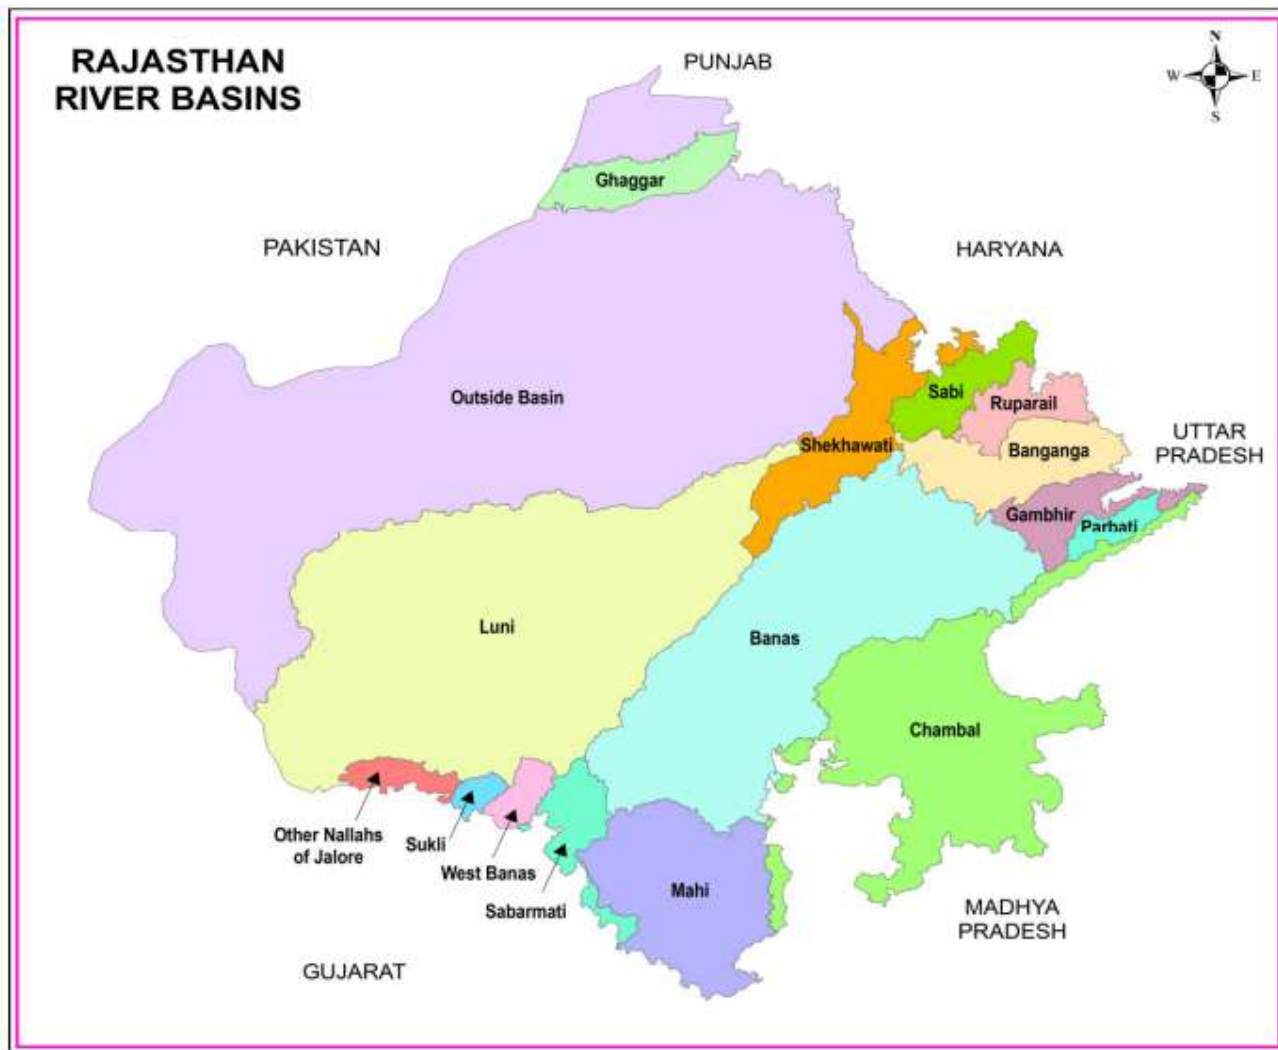 RAJASTHAN
RIVER BASINS
PUNJAB
N
W
E
S
Ghaggar
PAKISTAN
HARYANA
Outside Basin
Sabi
Ruparail
Shekhawati
Banganga
UTTAR
PRADESH
Gambhir
Parbati
Luni
Banas
Chambal
Other Nallahs
of Jalore
Sukli
West Banas
Sabarmati
Mahi
MADHYA
PRADESH
GUJARAT